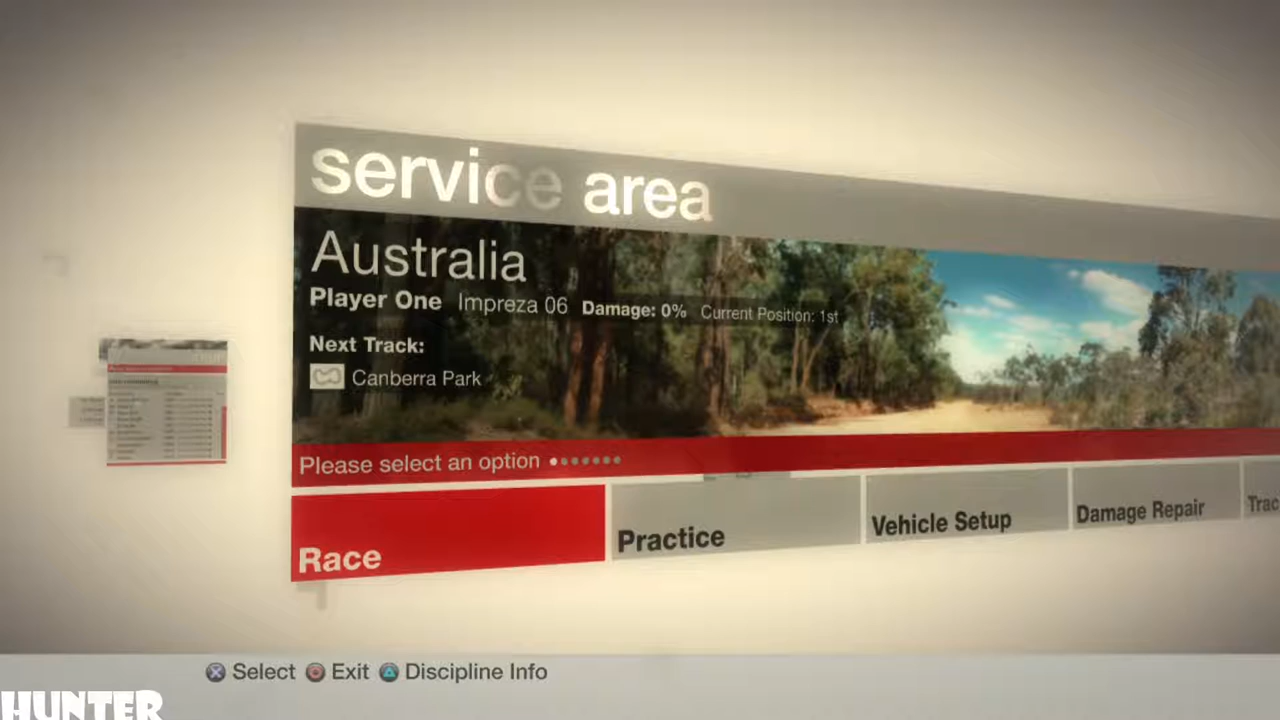 service area
Australia
Player One Impreza 06 Damage: 0% Current Position: 1st
Next Track:
Canberra Park
Please select an option
Race
Practice
Vehicle Setup
Damage Repair
Trac
Select Exit Discipline Info
HUNTER